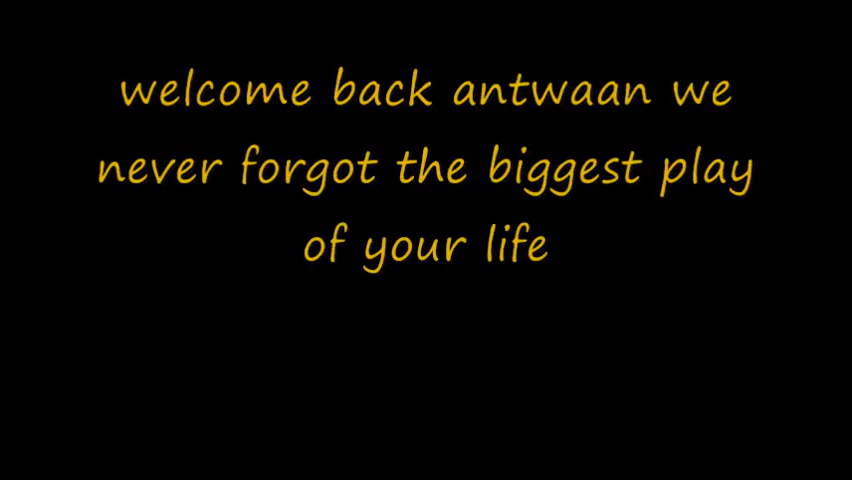 welcome back antwaan we
never forgot the biggest play
of your life